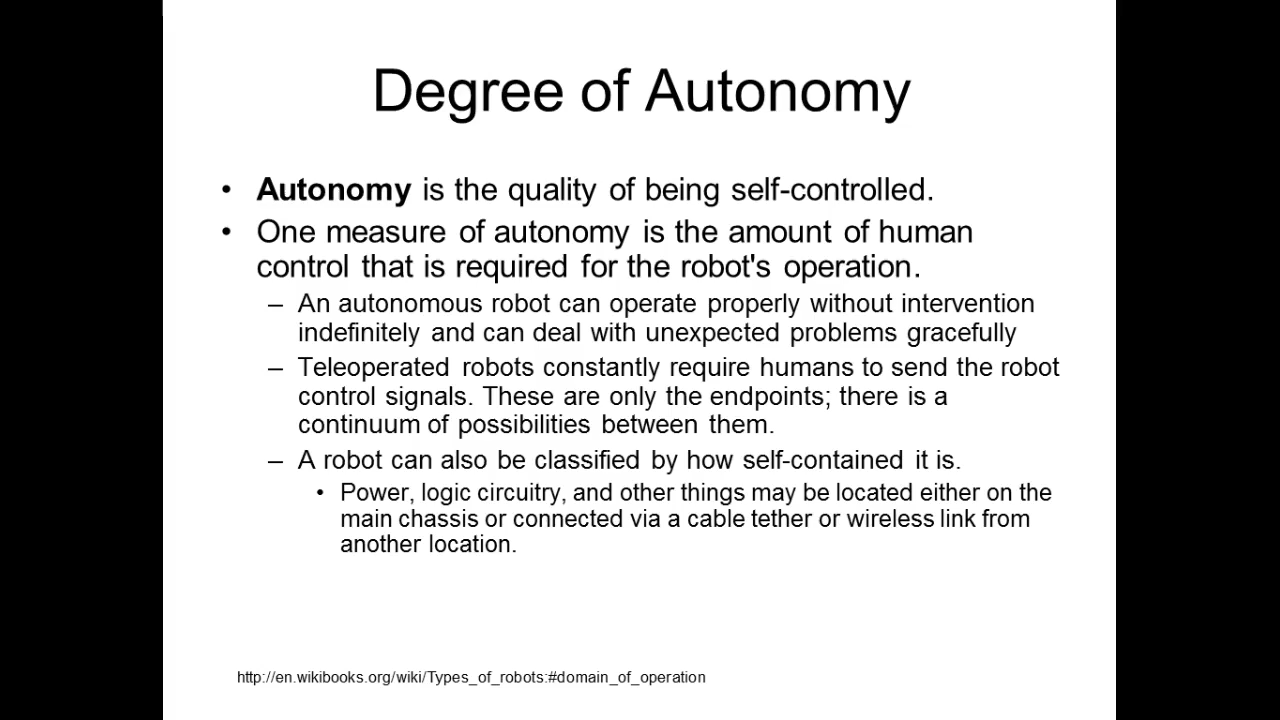 Degree of Autonomy
• Autonomy is the quality of being self-controlled.
• One measure of autonomy is the amount of human
control that is required for the robot's operation.
– An autonomous robot can operate properly without intervention
indefinitely and can deal with unexpected problems gracefully
– Teleoperated robots constantly require humans to send the robot
control signals. These are only the endpoints; there is a
continuum of possibilities between them.
– A robot can also be classified by how self-contained it is.
• Power, logic circuitry, and other things may be located either on the
main chassis or connected via a cable tether or wireless link from
another location.
http://en.wikibooks.org/wiki/Types_of_robots:#domain_of_operation